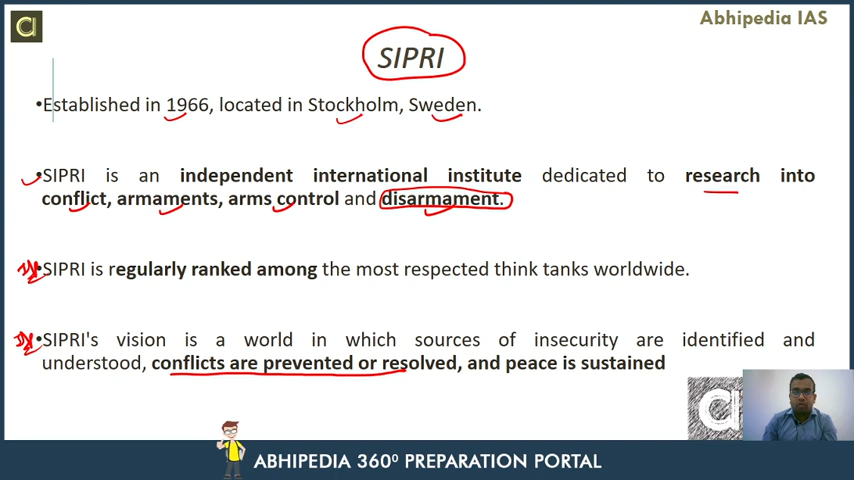 Abhipedia IAS
SIPRI
•Established in 1966, located in Stockholm, Sweden.
•SIPRI is an independent international institute dedicated to research into
conflict, armaments, arms control and disarmament.
•SIPRI is regularly ranked among the most respected think tanks worldwide.
•SIPRI's vision is a world in which sources of insecurity are identified and
understood, conflicts are prevented or resolved, and peace is sustained
ABHIPEDIA 360⁰ PREPARATION PORTAL